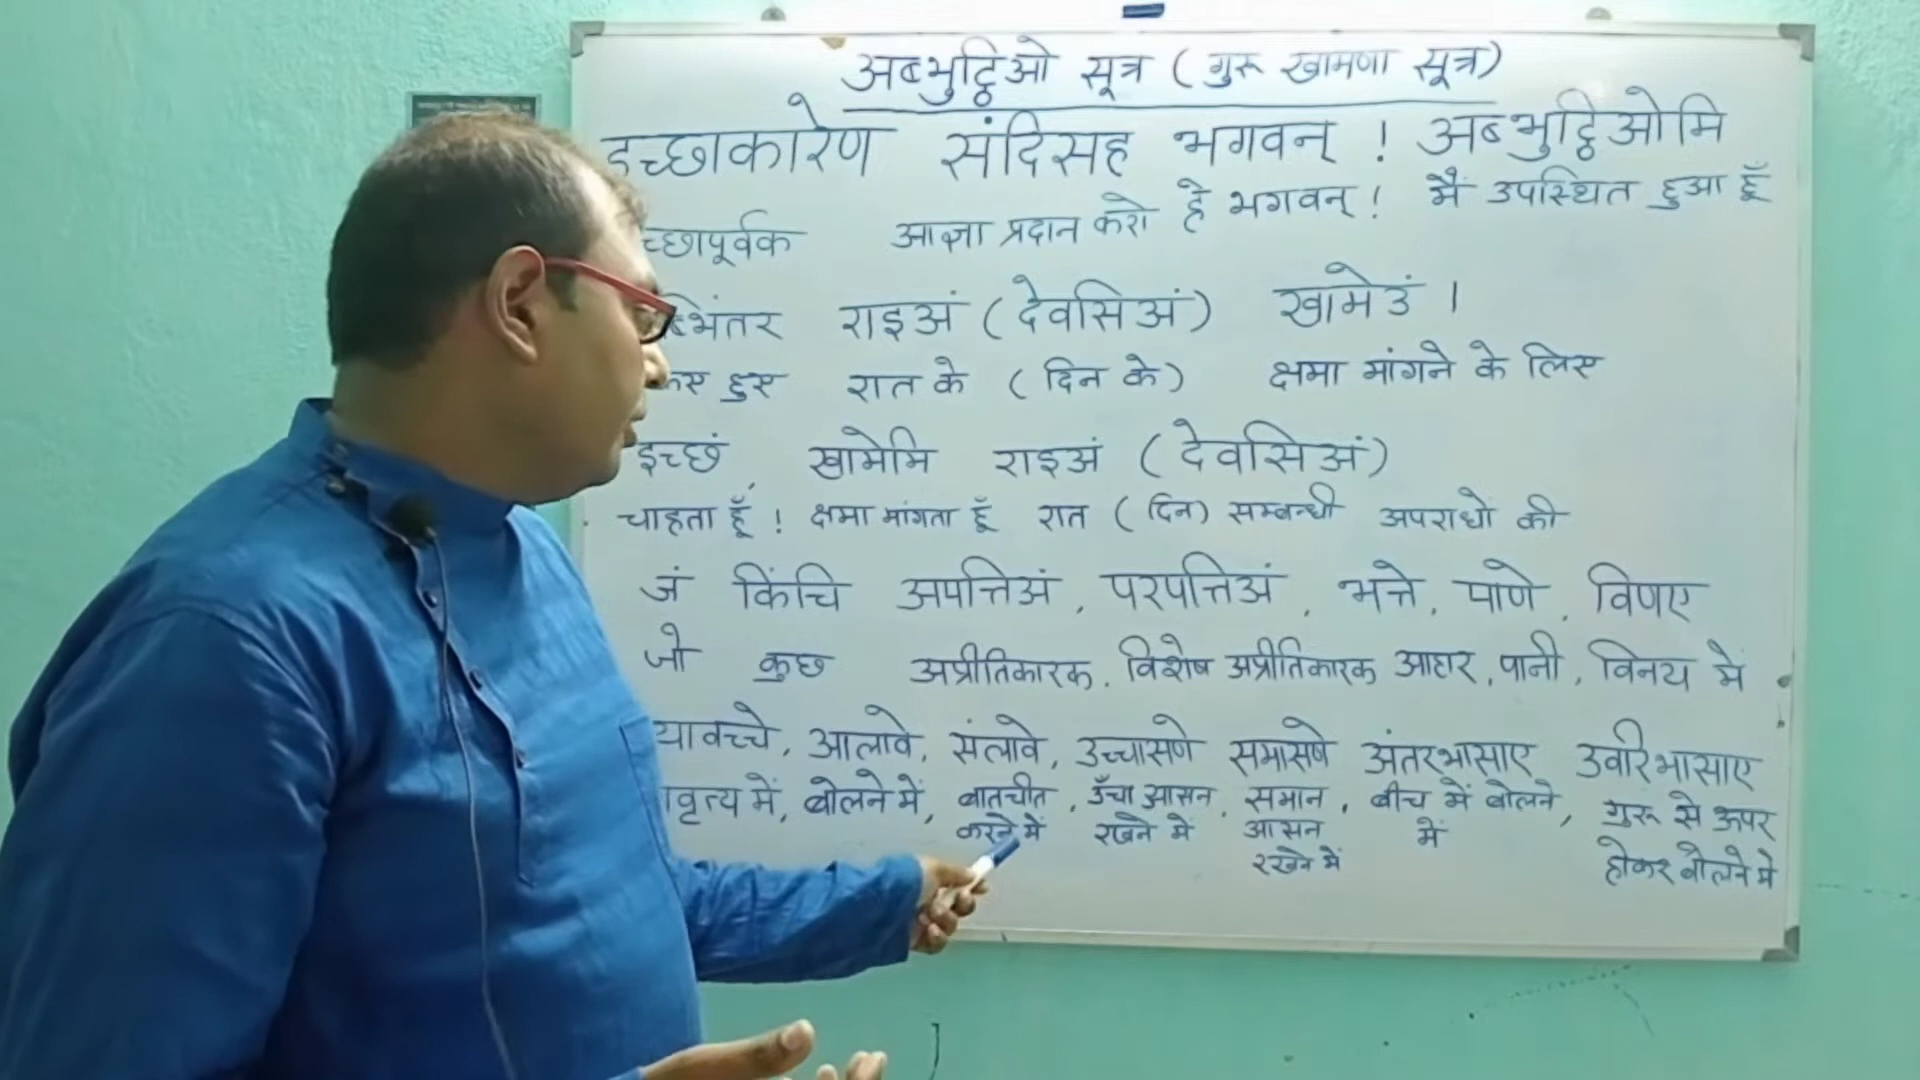 अब्भुट्ठिओ सूत्र (गुरू खामणा सूत्र)
इच्छाकारेण संदिसह भगवन् ! अब्भुट्ठिओमि
च्छापूर्वक आज्ञा प्रदान करो हे भगवन् ! मैं उपस्थित हुआ हूँ
ब्भिंतर राइअं (देवसिअं) खामेउं ।
किए हुए रात के (दिन के) क्षमा मांगने के लिए
इच्छं, खामेमि राइअं (देवसिअं)
चाहता हूँ ! क्षमा मांगता हूँ रात (दिन) सम्बन्धी अपराधो की
जं किंचि अपत्तिअं, परपत्तिअं, भत्ते, पाणे, विणए
जो कुछ अप्रीतिकारक, विशेष अप्रीतिकारक आहार, पानी, विनय में
यावच्चे, आलावे, संलावे, उच्चासणे समासणे अंतरभासाए उवरिभासाए
वृत्य में, बोलने में, बातचीत करने में, ऊँचा आसन रखने में, समान आसन रखने में, बीच में बोलने में, गुरू से ऊपर होकर बोलने मे